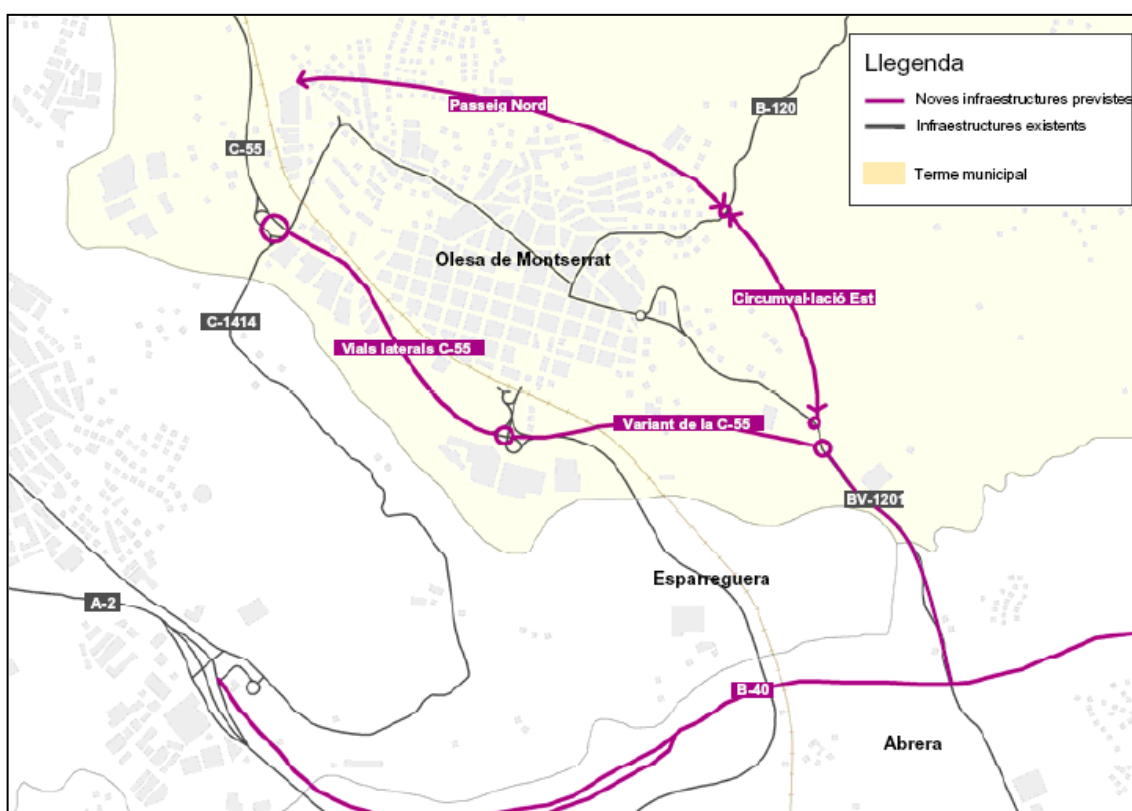 Llegenda
Noves infraestructures previstes
Infraestructures existents
Terme municipal
Passeig Nord
B-120
C-55
Olesa de Montserrat
Circumval·lació Est
C-1414
Vials laterals C-55
Variant de la C-55
BV-1201
Esparreguera
A-2
B-40
Abrera